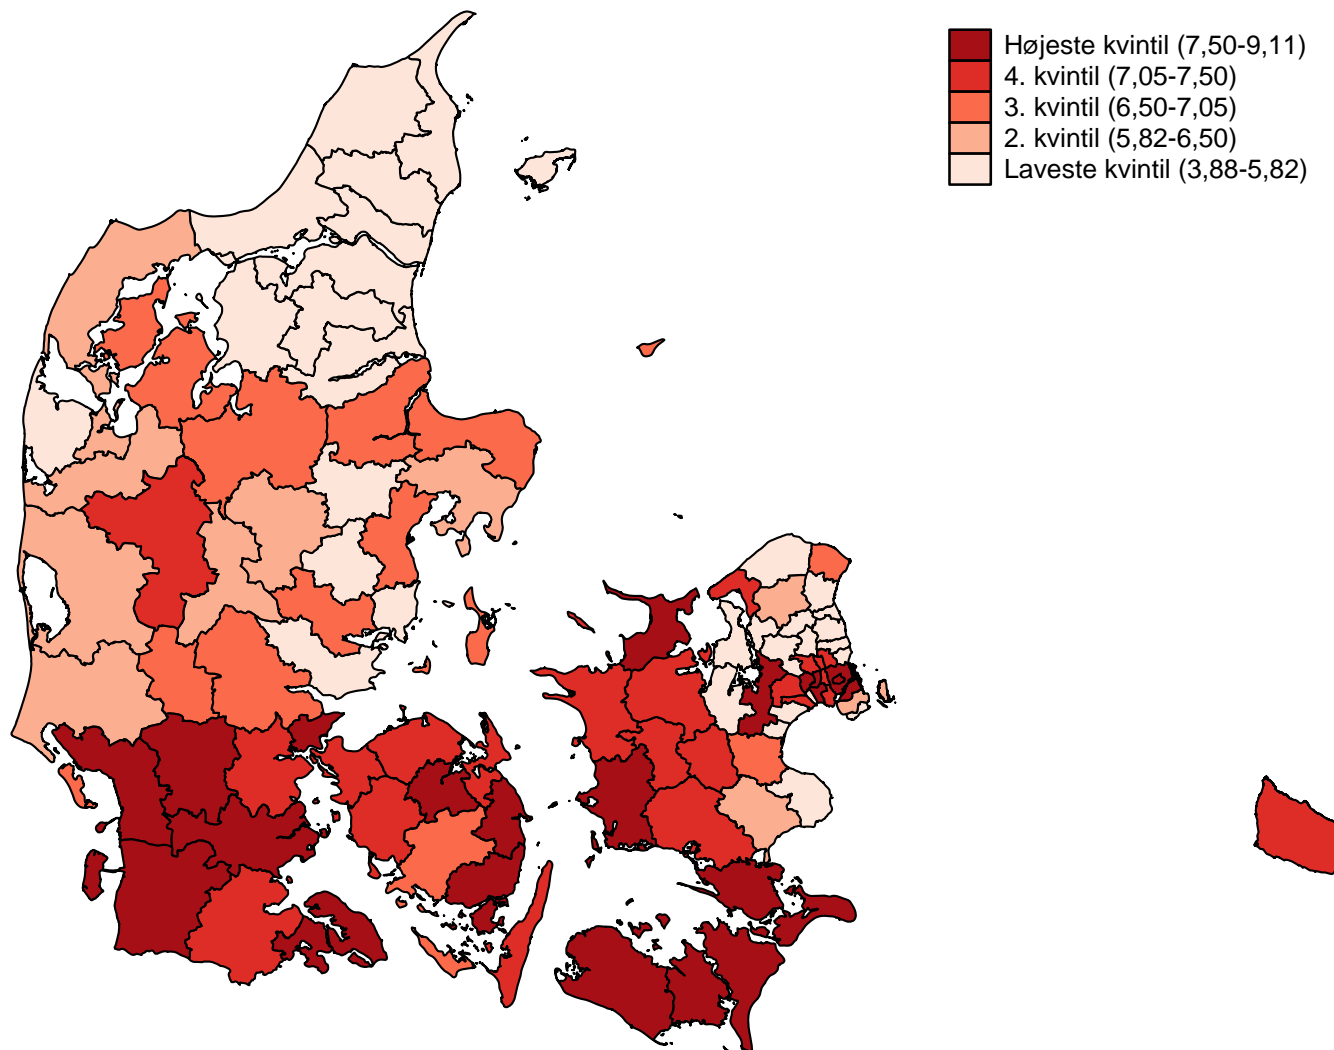 Højeste kvintil (7,50-9,11)
4. kvintil (7,05-7,50)
3. kvintil (6,50-7,05)
2. kvintil (5,82-6,50)
Laveste kvintil (3,88-5,82)